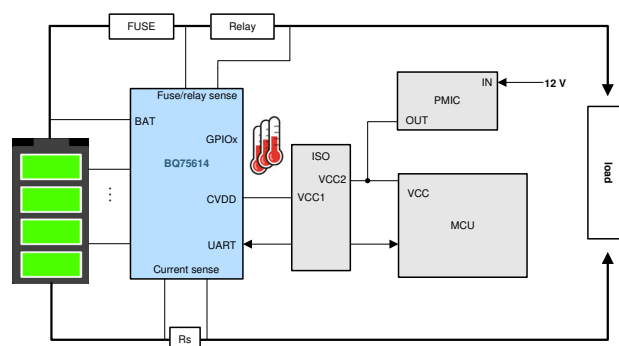 FUSE
Relay
Fuse/relay sense
BAT
GPIOx
BQ75614
CVDD
UART
Current sense
Rs
ISO
VCC2
VCC1
IN
12 V
PMIC
OUT
VCC
MCU
load